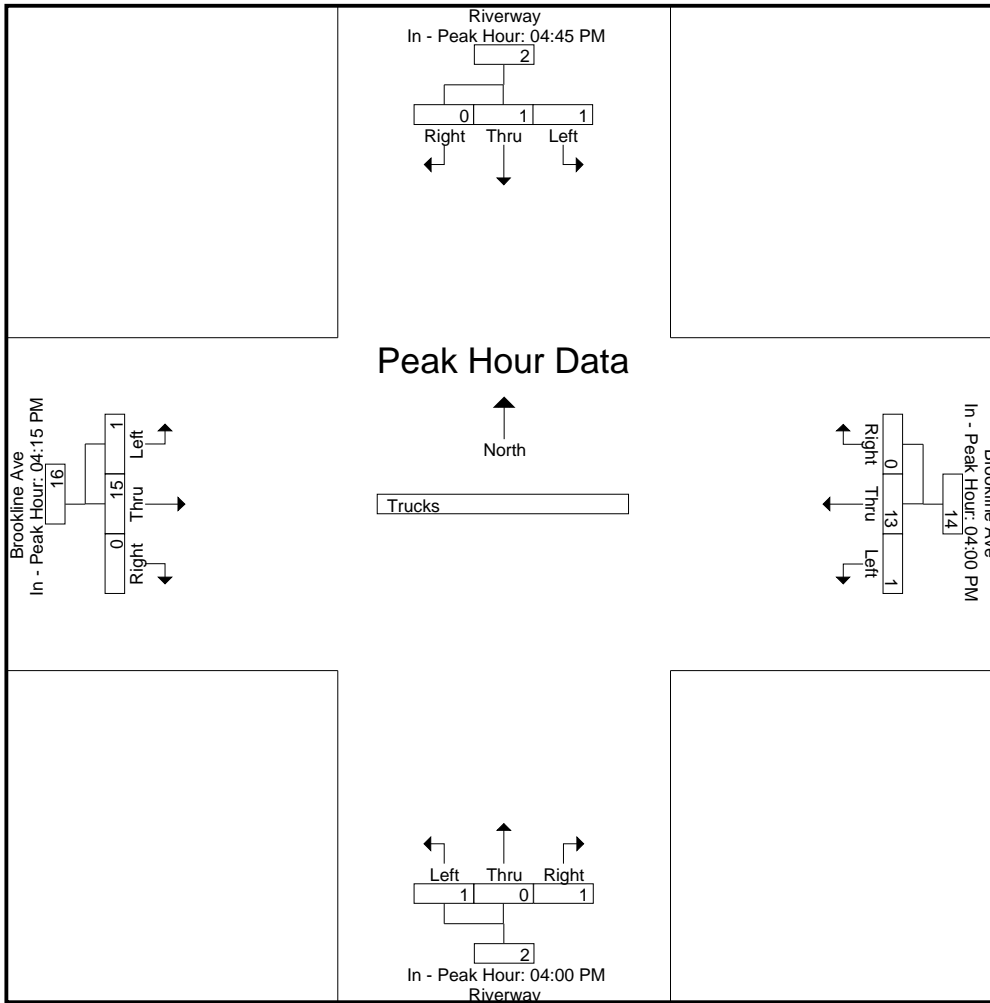 Riverway
In - Peak Hour: 04:45 PM
2
0 1 1
Right Thru Left
Peak Hour Data
North
Trucks
Brookline Ave
In - Peak Hour: 04:15 PM
16
1 15 0
Left Thru Right
Brookline Ave
In - Peak Hour: 04:00 PM
14
0 13 1
Right Thru Left
Left Thru Right
1 0 1
2
In - Peak Hour: 04:00 PM
Riverway